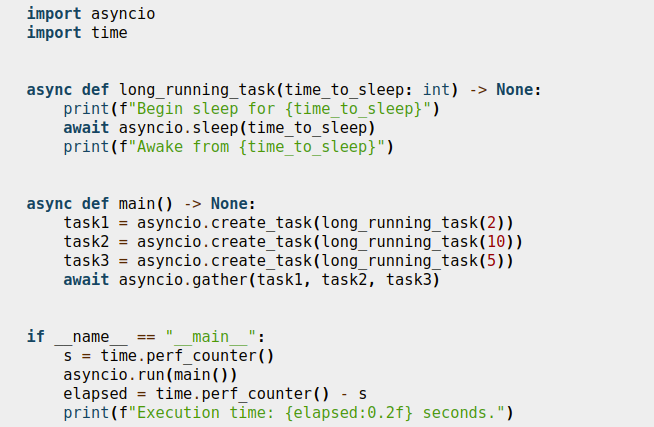 import asyncio
import time
async def long_running_task(time_to_sleep: int) -> None:
    print(f"Begin sleep for {time_to_sleep}")
    await asyncio.sleep(time_to_sleep)
    print(f"Awake from {time_to_sleep}")
async def main() -> None:
    task1 = asyncio.create_task(long_running_task(2))
    task2 = asyncio.create_task(long_running_task(10))
    task3 = asyncio.create_task(long_running_task(5))
    await asyncio.gather(task1, task2, task3)
if __name__ == "__main__":
    s = time.perf_counter()
    asyncio.run(main())
    elapsed = time.perf_counter() - s
    print(f"Execution time: {elapsed:0.2f} seconds.")